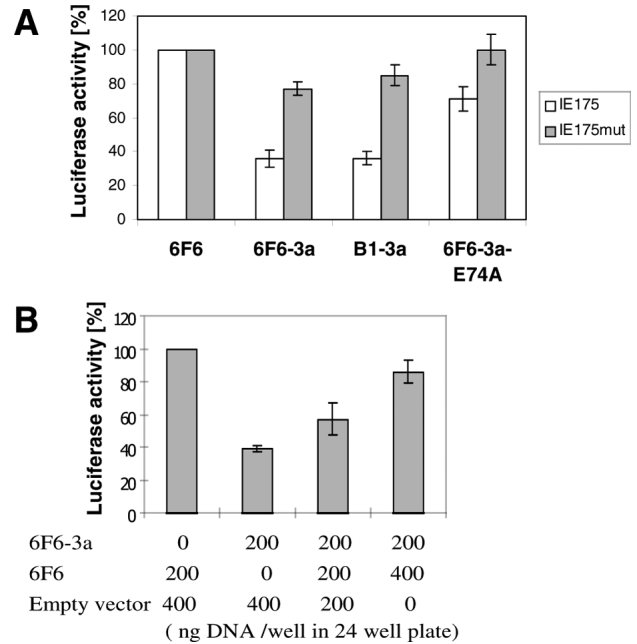 A
Luciferase activity [%]
120
100
80
60
40
20
0
6F6
6F6-3a
B1-3a
6F6-3a-
E74A
IE175
IE175mut
B
Luciferase activity [%]
120
100
80
60
40
20
0
6F6-3a 0 200 200 200
6F6 200 0 200 400
Empty vector 400 400 200 0
( ng DNA /well in 24 well plate)